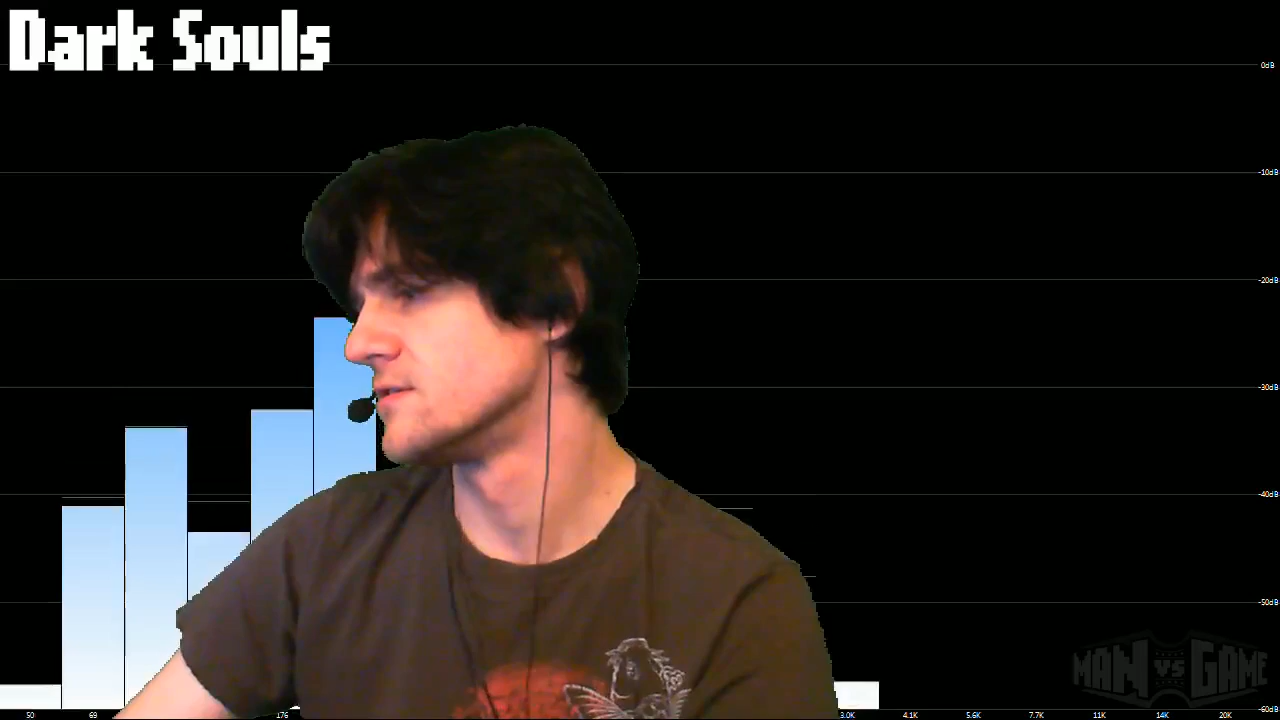 Dark Souls
0dB
-10dB
-20dB
-30dB
-40dB
-50dB
-60dB
MAN VS GAME
50 69 176 3.0K 4.1K 5.6K 7.7K 11K 14K 20K